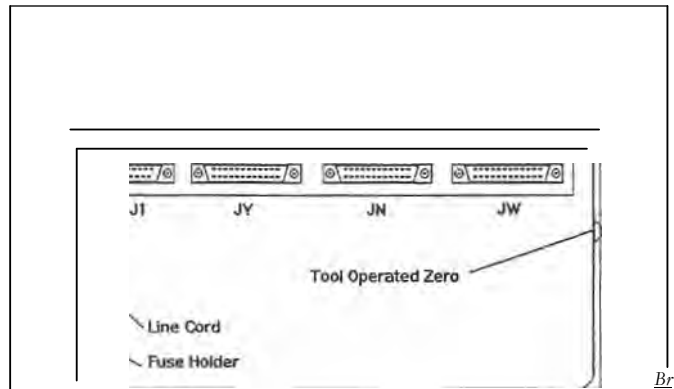 J1 JY JN JW
Tool Operated Zero
Line Cord
Fuse Holder
Br